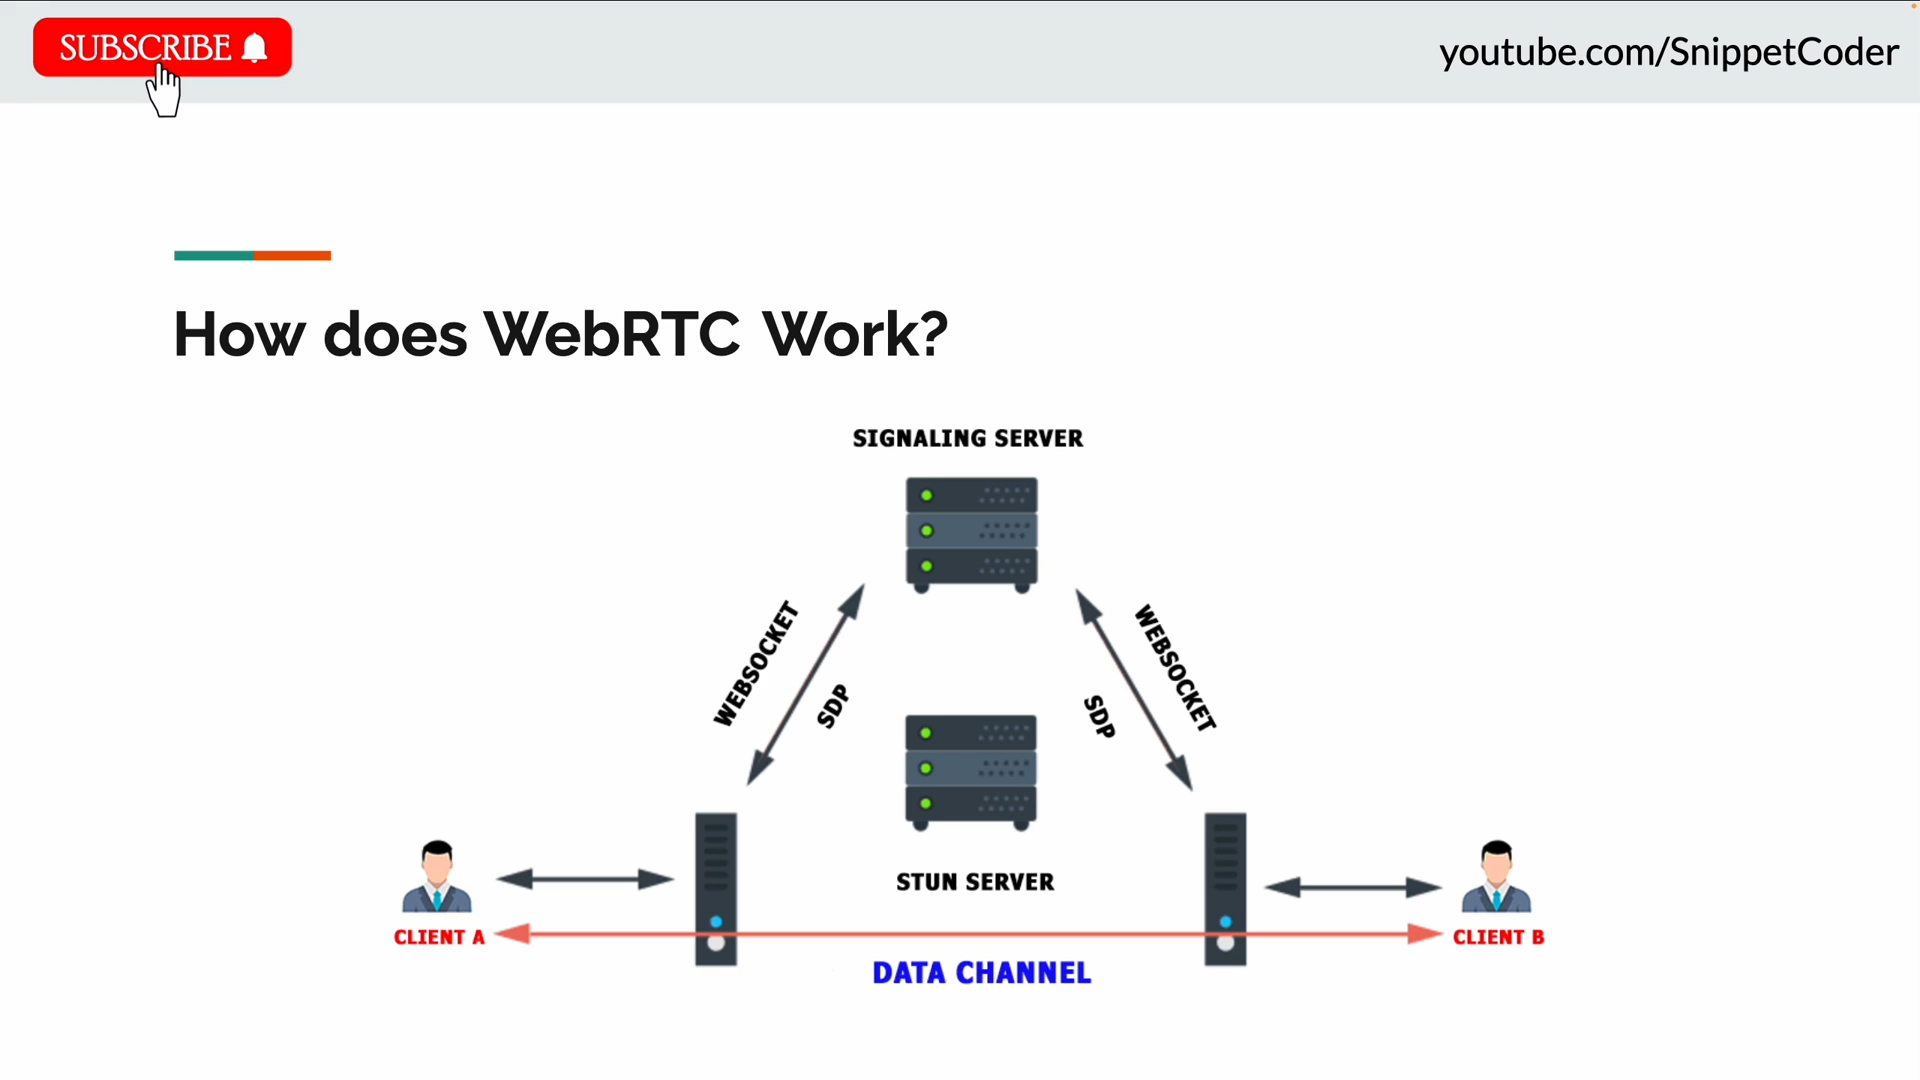 SUBSCRIBE
youtube.com/SnippetCoder
How does WebRTC Work?
SIGNALING SERVER
WEBSOCKET
SDP
SDP
WEBSOCKET
STUN SERVER
CLIENT A
CLIENT B
DATA CHANNEL